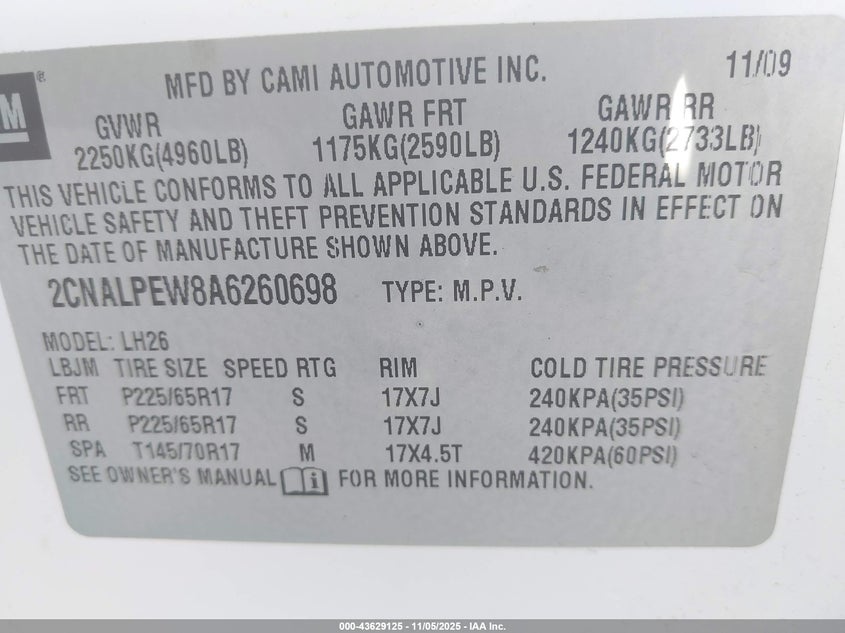 GM®
MFD BY CAMI AUTOMOTIVE INC.
11/09
GVWR GAWR FRT GAWR RR
2250KG(4960LB) 1175KG(2590LB) 1240KG(2733LB)
THIS VEHICLE CONFORMS TO ALL APPLICABLE U.S. FEDERAL MOTOR
VEHICLE SAFETY AND THEFT PREVENTION STANDARDS IN EFFECT ON
THE DATE OF MANUFACTURE SHOWN ABOVE.
2CNALPEW8A6260698 TYPE: M.P.V.
MODEL: LH26
LBJM TIRE SIZE SPEED RTG RIM COLD TIRE PRESSURE
FRT P225/65R17 S 17X7J 240KPA(35PSI)
RR P225/65R17 S 17X7J 240KPA(35PSI)
SPA T145/70R17 M 17X4.5T 420KPA(60PSI)
SEE OWNER'S MANUAL i FOR MORE INFORMATION.
000-43629125 - 11/05/2025 - IAA Inc.